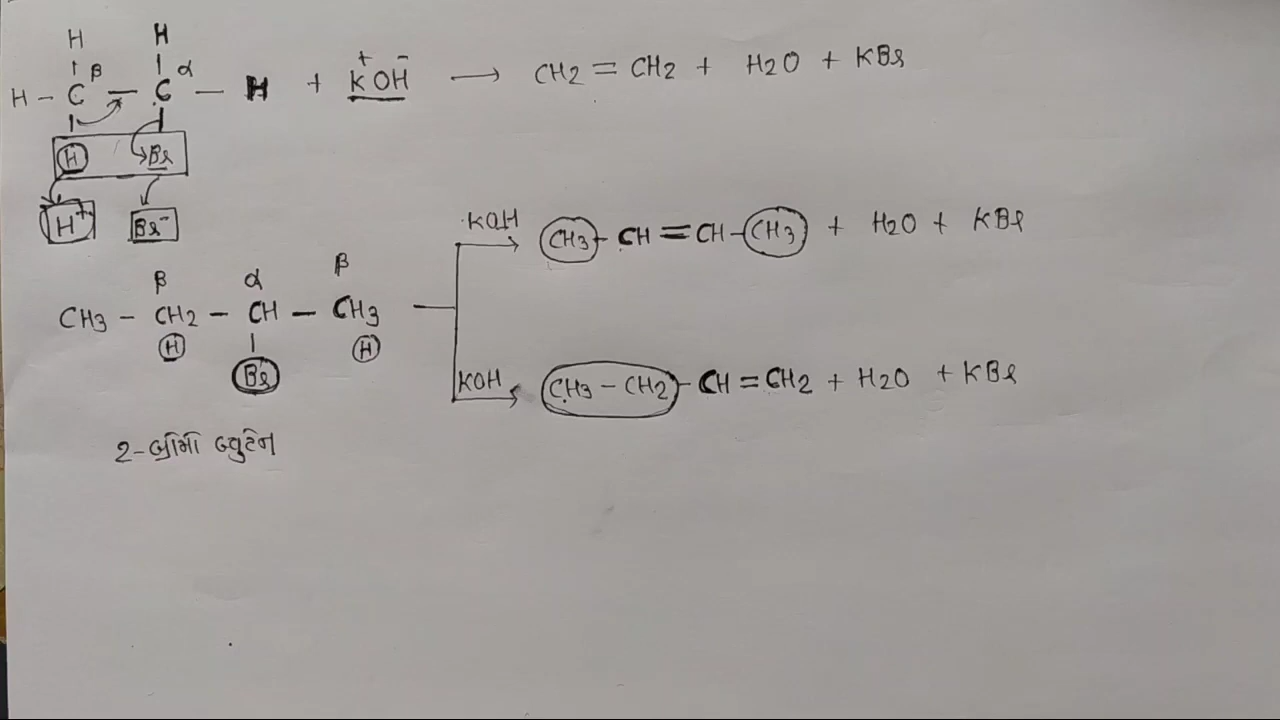 H H
H - C β - C α - H + K⁺OH⁻ ⟶ CH2 = CH2 + H2O + KBr
H Br
H⁺ Br⁻
KOH CH3 - CH = CH - CH3 + H2O + KBr
β α β
CH3 - CH2 - CH - CH3
H Br H
KOH CH3 - CH2 - CH = CH2 + H2O + KBr
2-બ્રોમો બ્યુટેન